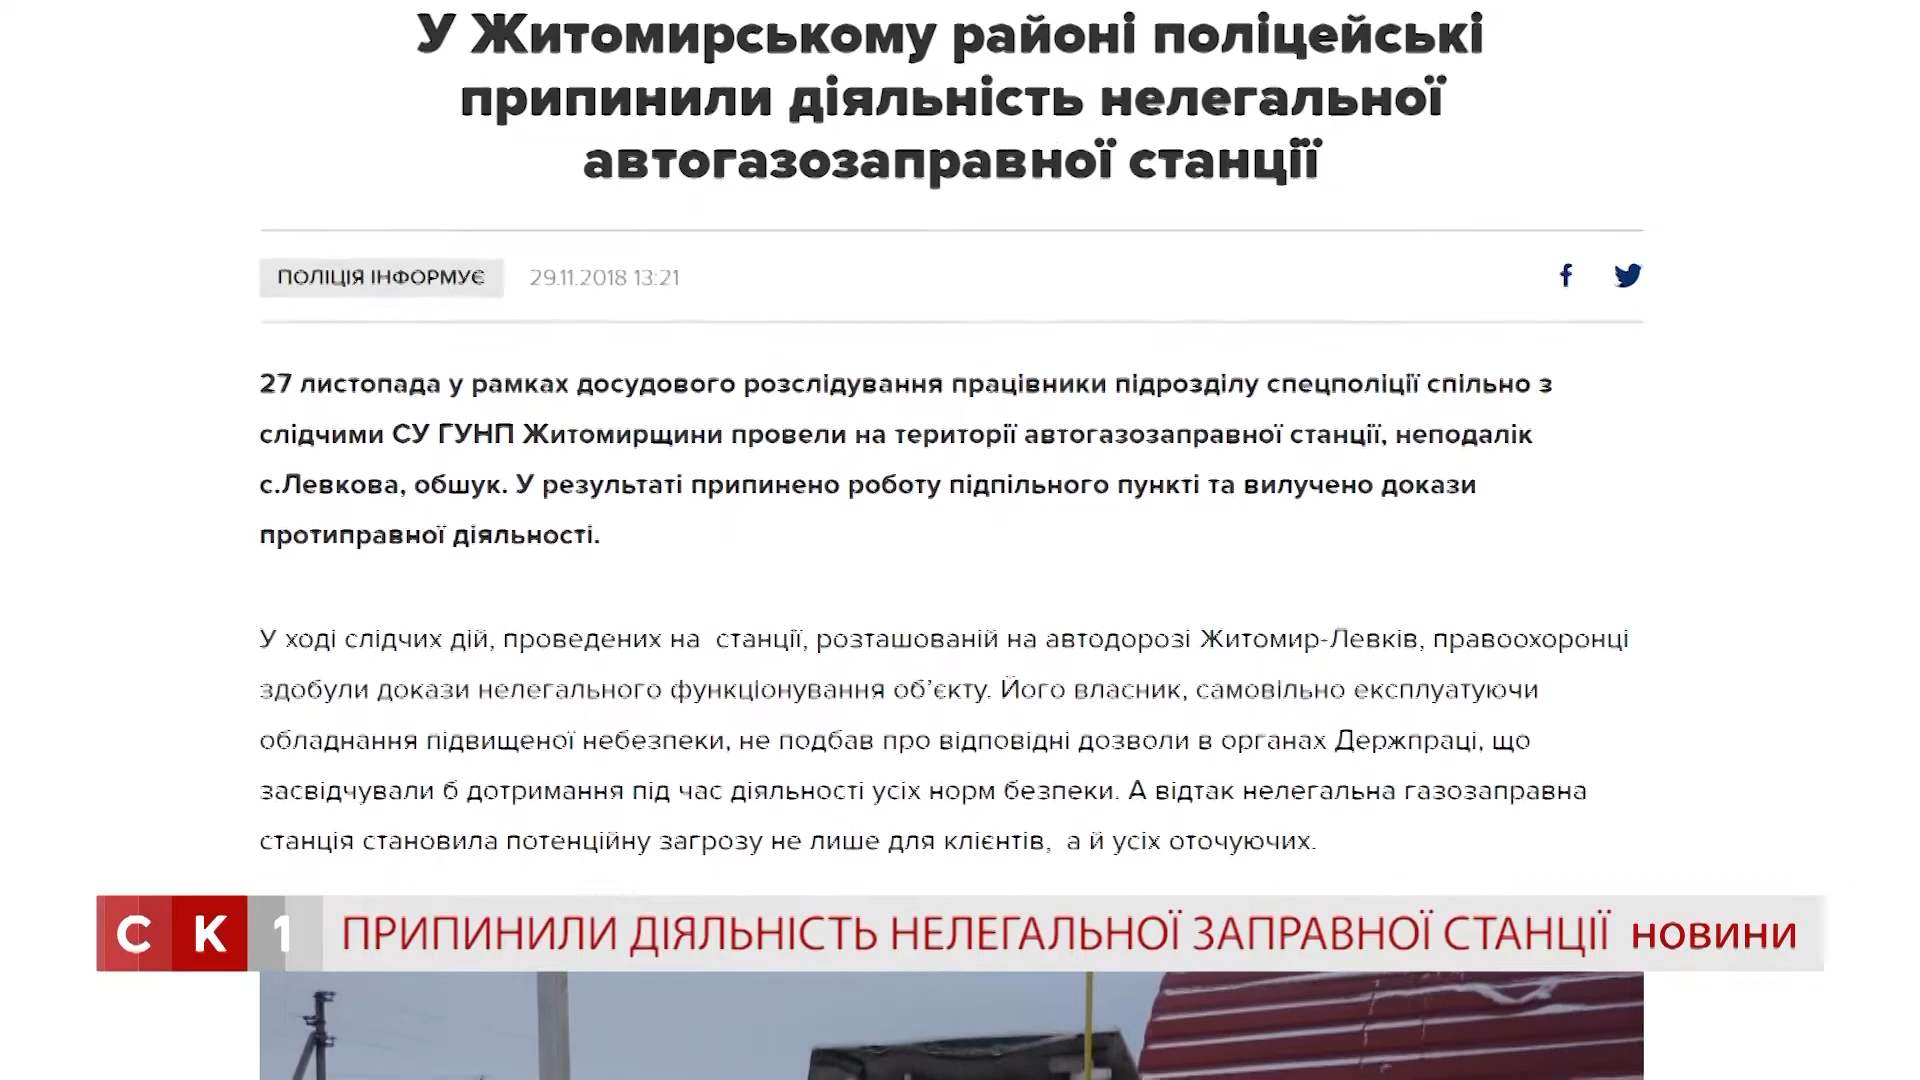 У Житомирському районі поліцейські
припинили діяльність нелегальної
автогазозаправної станції
ПОЛІЦІЯ ІНФОРМУЄ 29.11.2018 13:21
27 листопада у рамках досудового розслідування працівники підрозділу спецполіції спільно з
слідчими СУ ГУНП Житомирщини провели на території автогазозаправної станції, неподалік
с.Левкова, обшук. У результаті припинено роботу підпільного пункті та вилучено докази
протиправної діяльності.
У ході слідчих дій, проведених на станції, розташованій на автодорозі Житомир-Левків, правоохоронці
здобули докази нелегального функціонування об’єкту. Його власник, самовільно експлуатуючи
обладнання підвищеної небезпеки, не подбав про відповідні дозволи в органах Держпраці, що
засвідчували б дотримання під час діяльності усіх норм безпеки. А відтак нелегальна газозаправна
станція становила потенційну загрозу не лише для клієнтів, а й усіх оточуючих.
СК1 ПРИПИНИЛИ ДІЯЛЬНІСТЬ НЕЛЕГАЛЬНОЇ ЗАПРАВНОЇ СТАНЦІЇ НОВИНИ